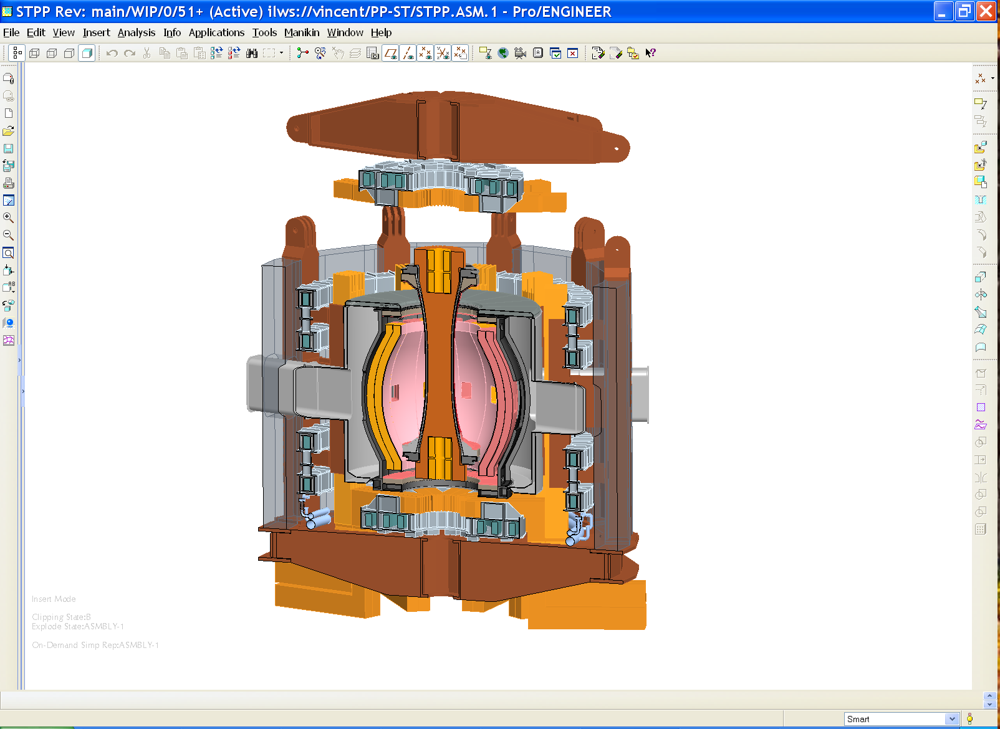 STPP Rev: main/WIP/0/51+ (Active) ilws://vincent/PP-ST/STPP.ASM.1 - Pro/ENGINEER
File Edit View Insert Analysis Info Applications Tools Manikin Window Help
Insert Mode
Clipping State:B
Explode State:ASMBLY-1
On-Demand Simp Rep:ASMBLY-1
Smart